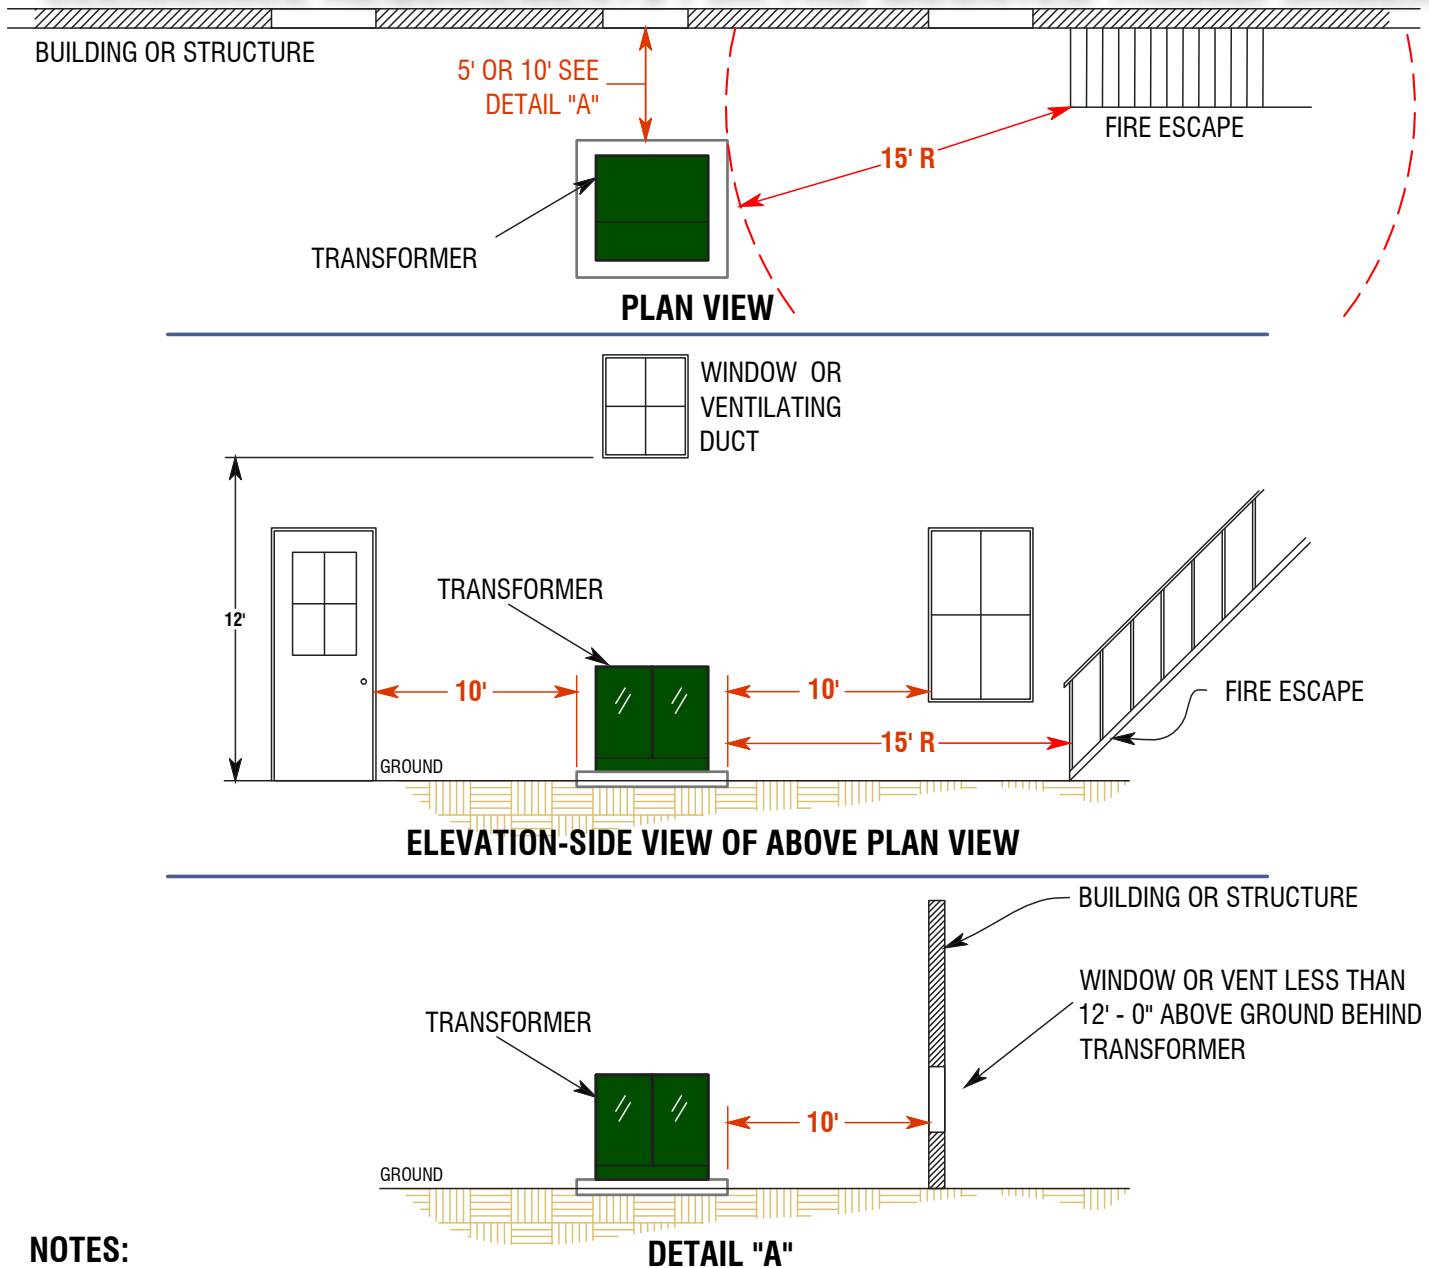 BUILDING OR STRUCTURE
5' OR 10' SEE
DETAIL "A"
FIRE ESCAPE
15' R
TRANSFORMER
PLAN VIEW
WINDOW OR
VENTILATING
DUCT
TRANSFORMER
12'
10'
10'
FIRE ESCAPE
15' R
GROUND
ELEVATION-SIDE VIEW OF ABOVE PLAN VIEW
BUILDING OR STRUCTURE
WINDOW OR VENT LESS THAN
12' - 0" ABOVE GROUND BEHIND
TRANSFORMER
TRANSFORMER
10'
GROUND
NOTES:
DETAIL "A"